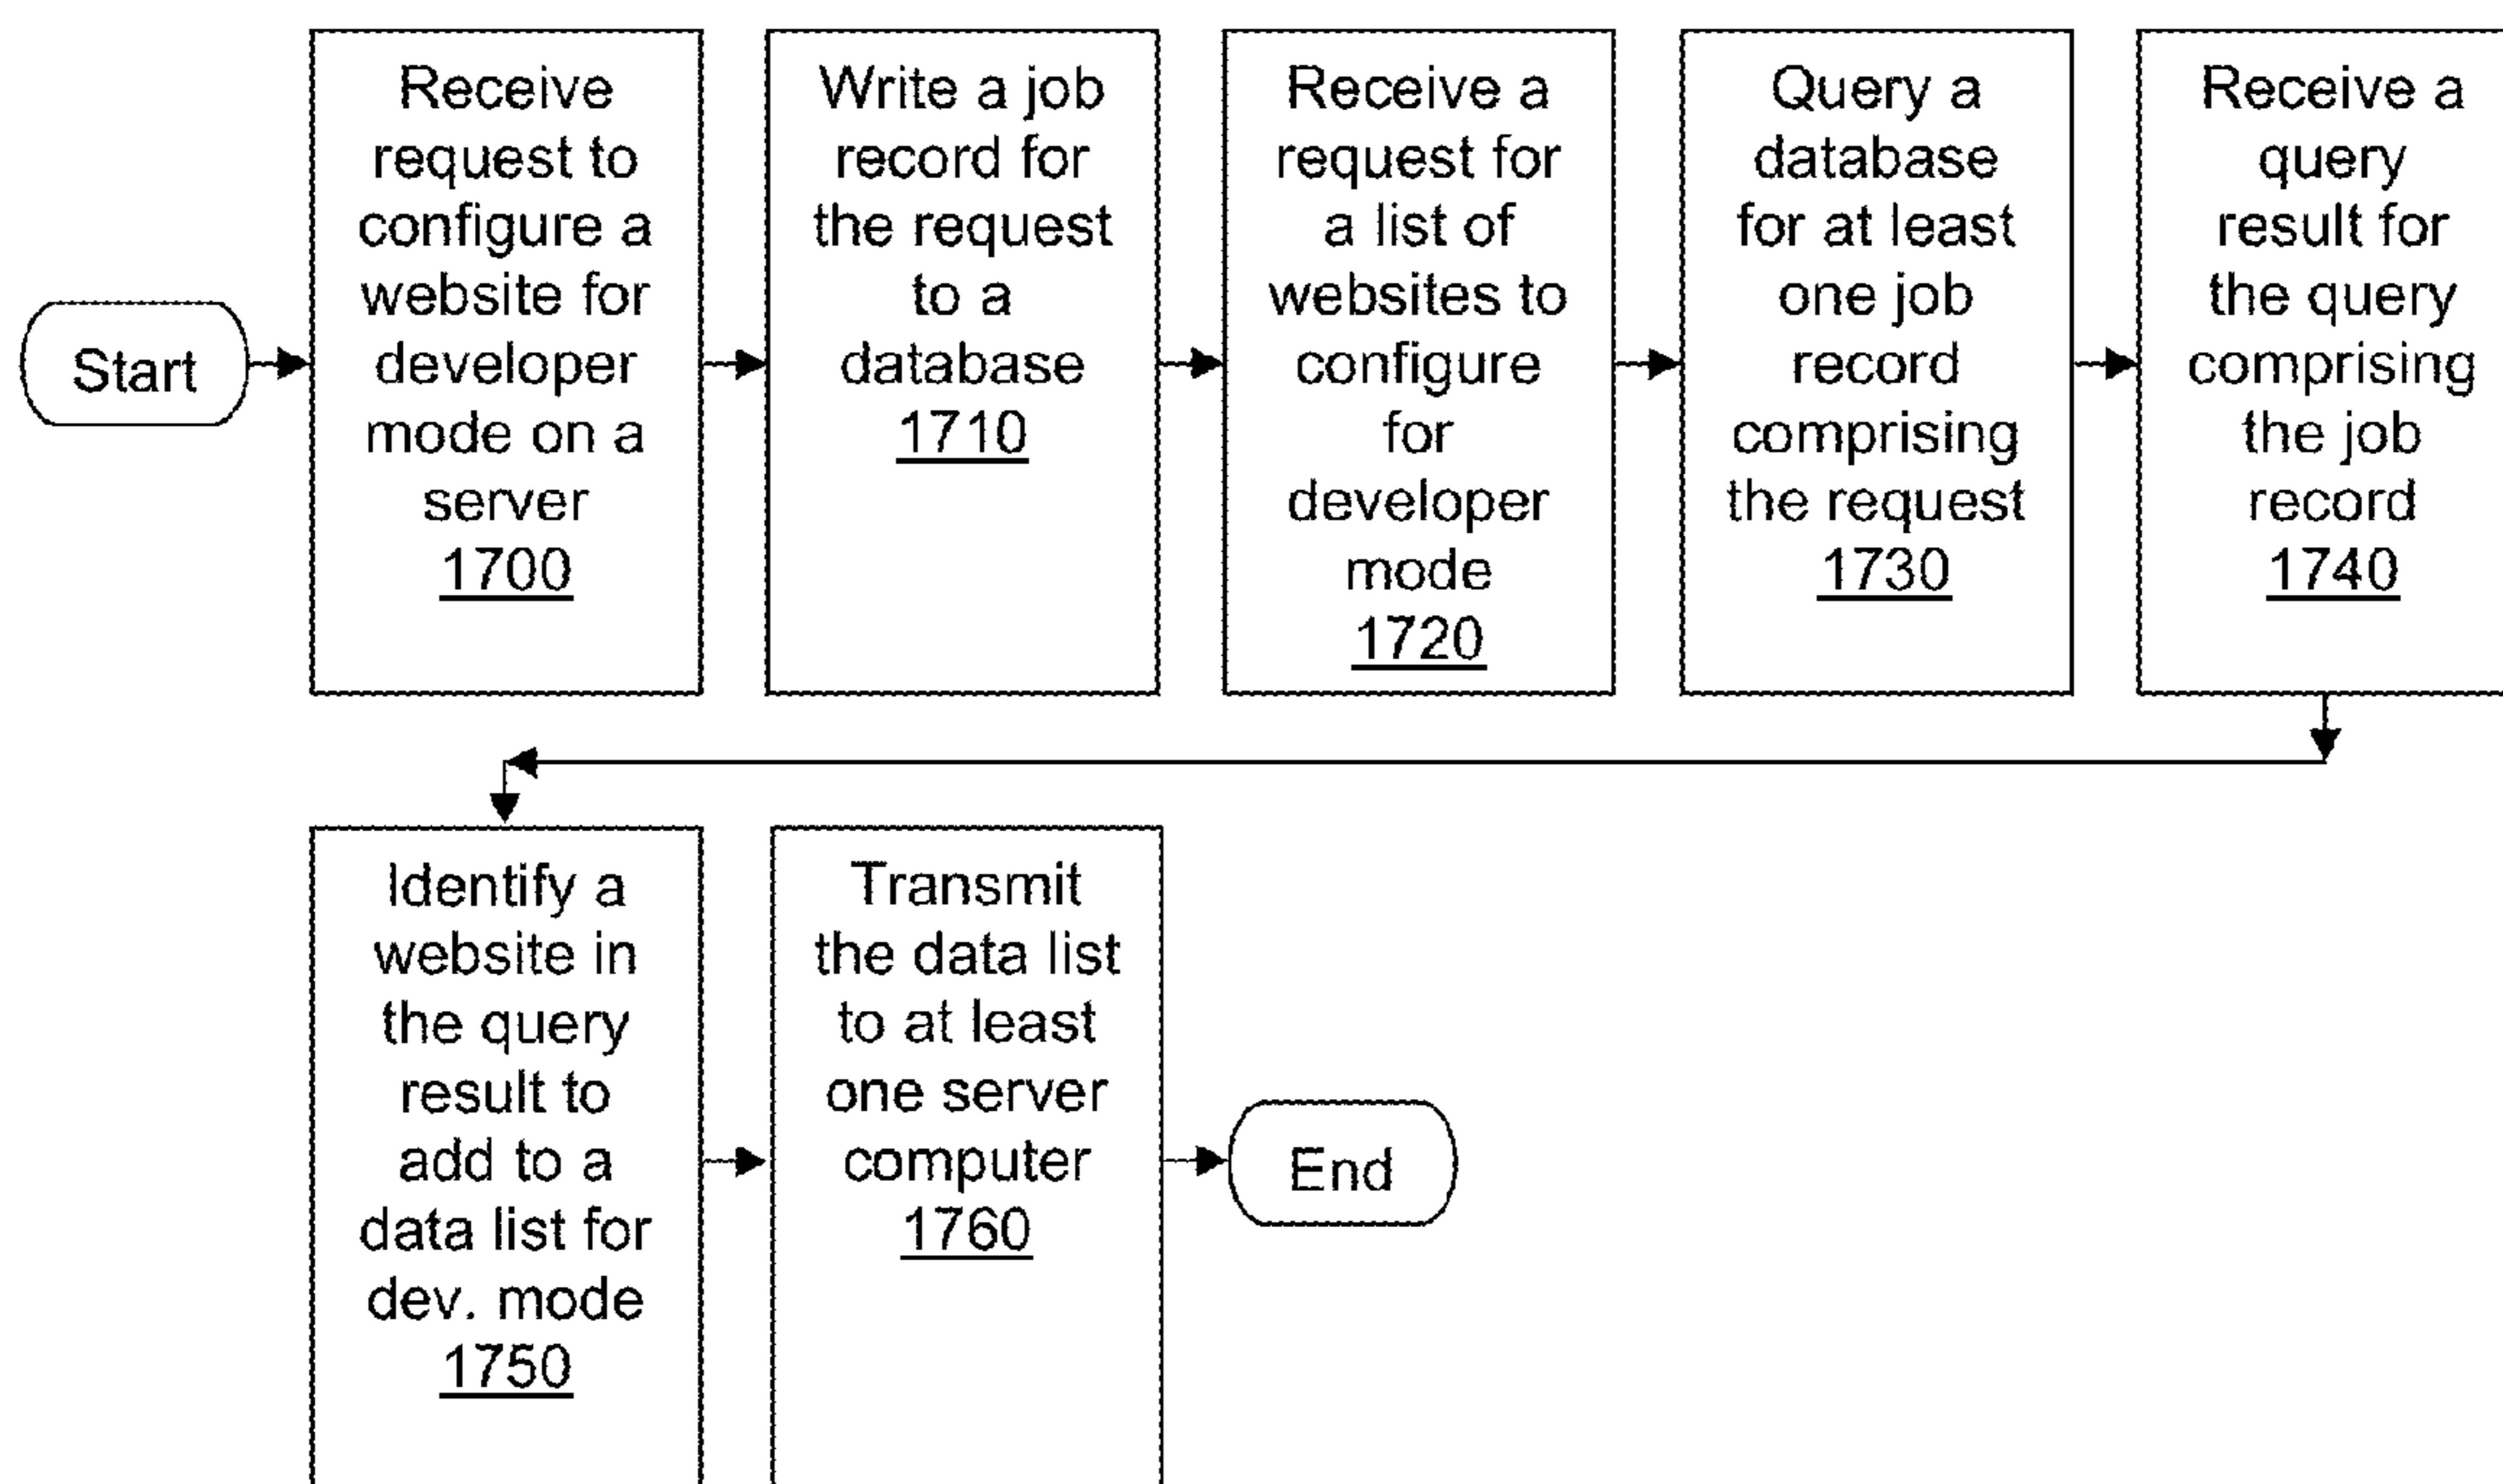 Start
Receive
request to
configure a
website for
developer
mode on a
server
1700
Write a job
record for
the request
to a
database
1710
Receive a
request for
a list of
websites to
configure
for
developer
mode
1720
Query a
database
for at least
one job
record
comprising
the request
1730
Receive a
query
result for
the query
comprising
the job
record
1740
Identify a
website in
the query
result to
add to a
data list for
dev. mode
1750
Transmit
the data list
to at least
one server
computer
1760
End